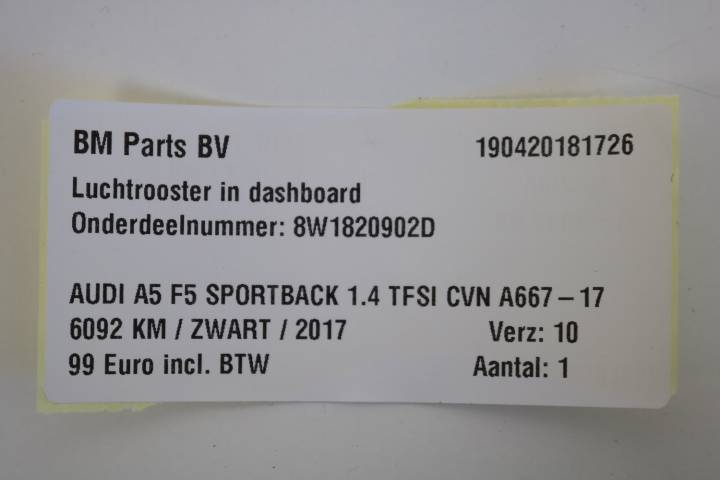 BM Parts BV 190420181726
Luchtrooster in dashboard
Onderdeelnummer: 8W1820902D
AUDI A5 F5 SPORTBACK 1.4 TFSI CVN A667-17
6092 KM / ZWART / 2017 Verz: 10
99 Euro incl. BTW Aantal: 1